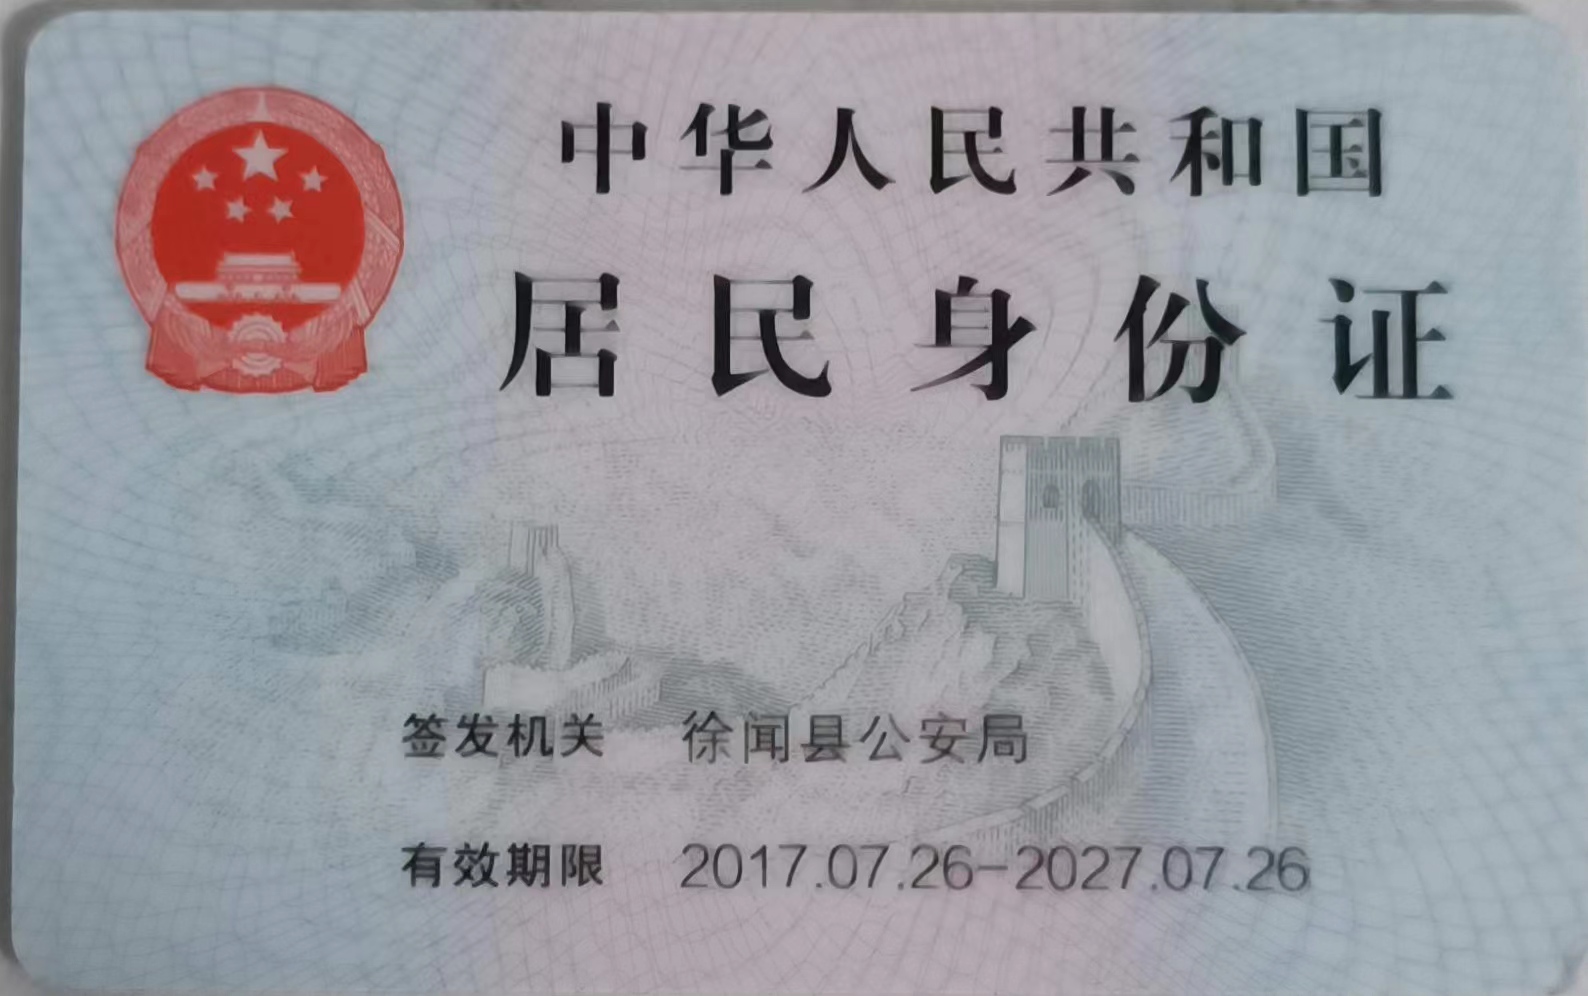 中华人民共和国
居民身份证
签发机关 徐闻县公安局
有效期限 2017.07.26-2027.07.26